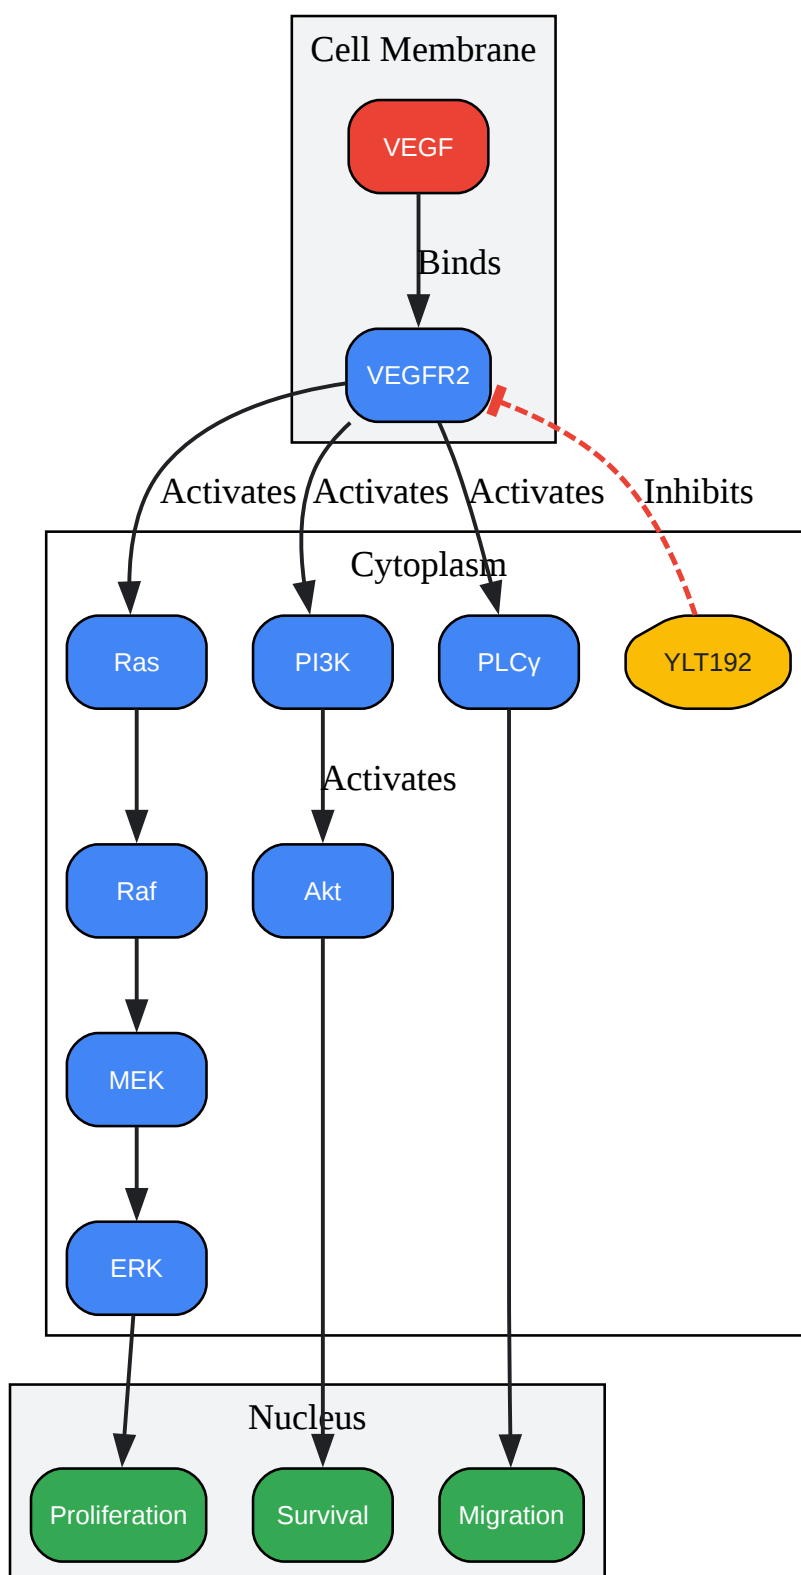 Cell Membrane
VEGF
Binds
VEGFR2
Activates
Activates
Activates
Inhibits
Cytoplasm
Ras
PI3K
PLCγ
YLT192
Activates
Raf
Akt
MEK
ERK
Nucleus
Proliferation
Survival
Migration